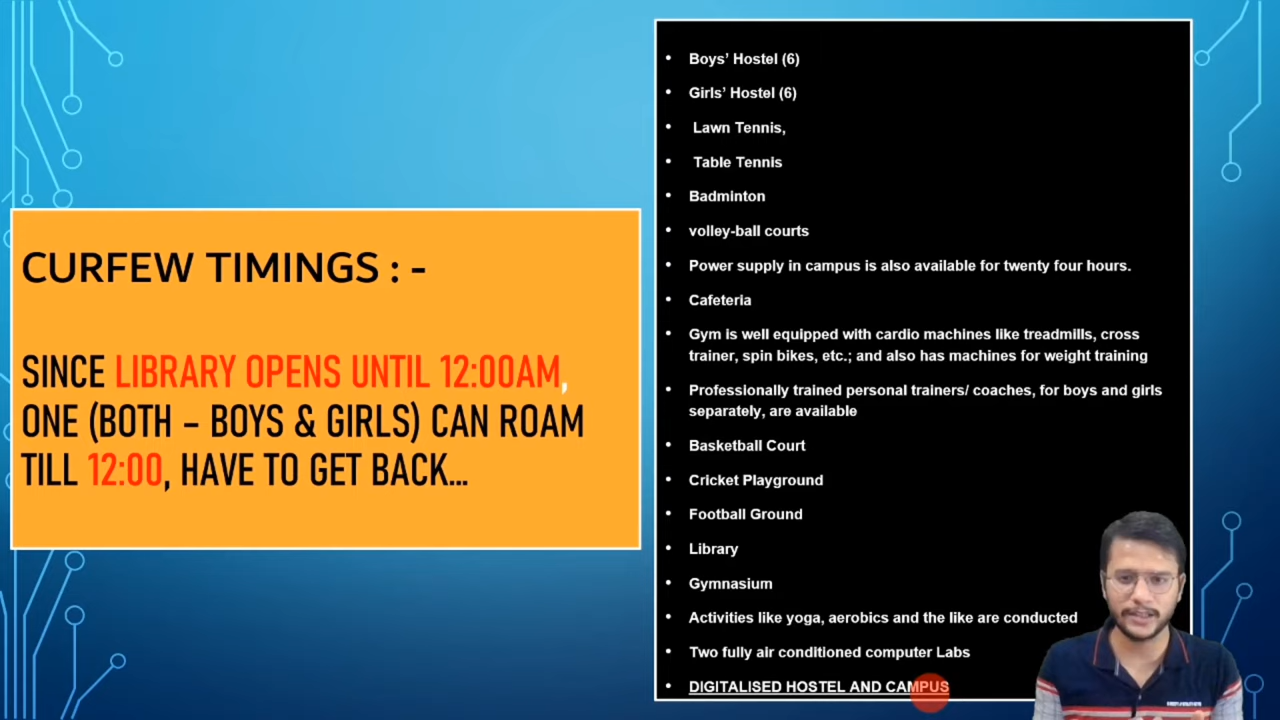 CURFEW TIMINGS : -
SINCE LIBRARY OPENS UNTIL 12:00AM,
ONE (BOTH – BOYS & GIRLS) CAN ROAM
TILL 12:00, HAVE TO GET BACK...
• Boys' Hostel (6)
• Girls' Hostel (6)
• Lawn Tennis,
• Table Tennis
• Badminton
• volley-ball courts
• Power supply in campus is also available for twenty four hours.
• Cafeteria
• Gym is well equipped with cardio machines like treadmills, cross
trainer, spin bikes, etc.; and also has machines for weight training
• Professionally trained personal trainers/ coaches, for boys and girls
separately, are available
• Basketball Court
• Cricket Playground
• Football Ground
• Library
• Gymnasium
• Activities like yoga, aerobics and the like are conducted
• Two fully air conditioned computer Labs
• DIGITALISED HOSTEL AND CAMPUS